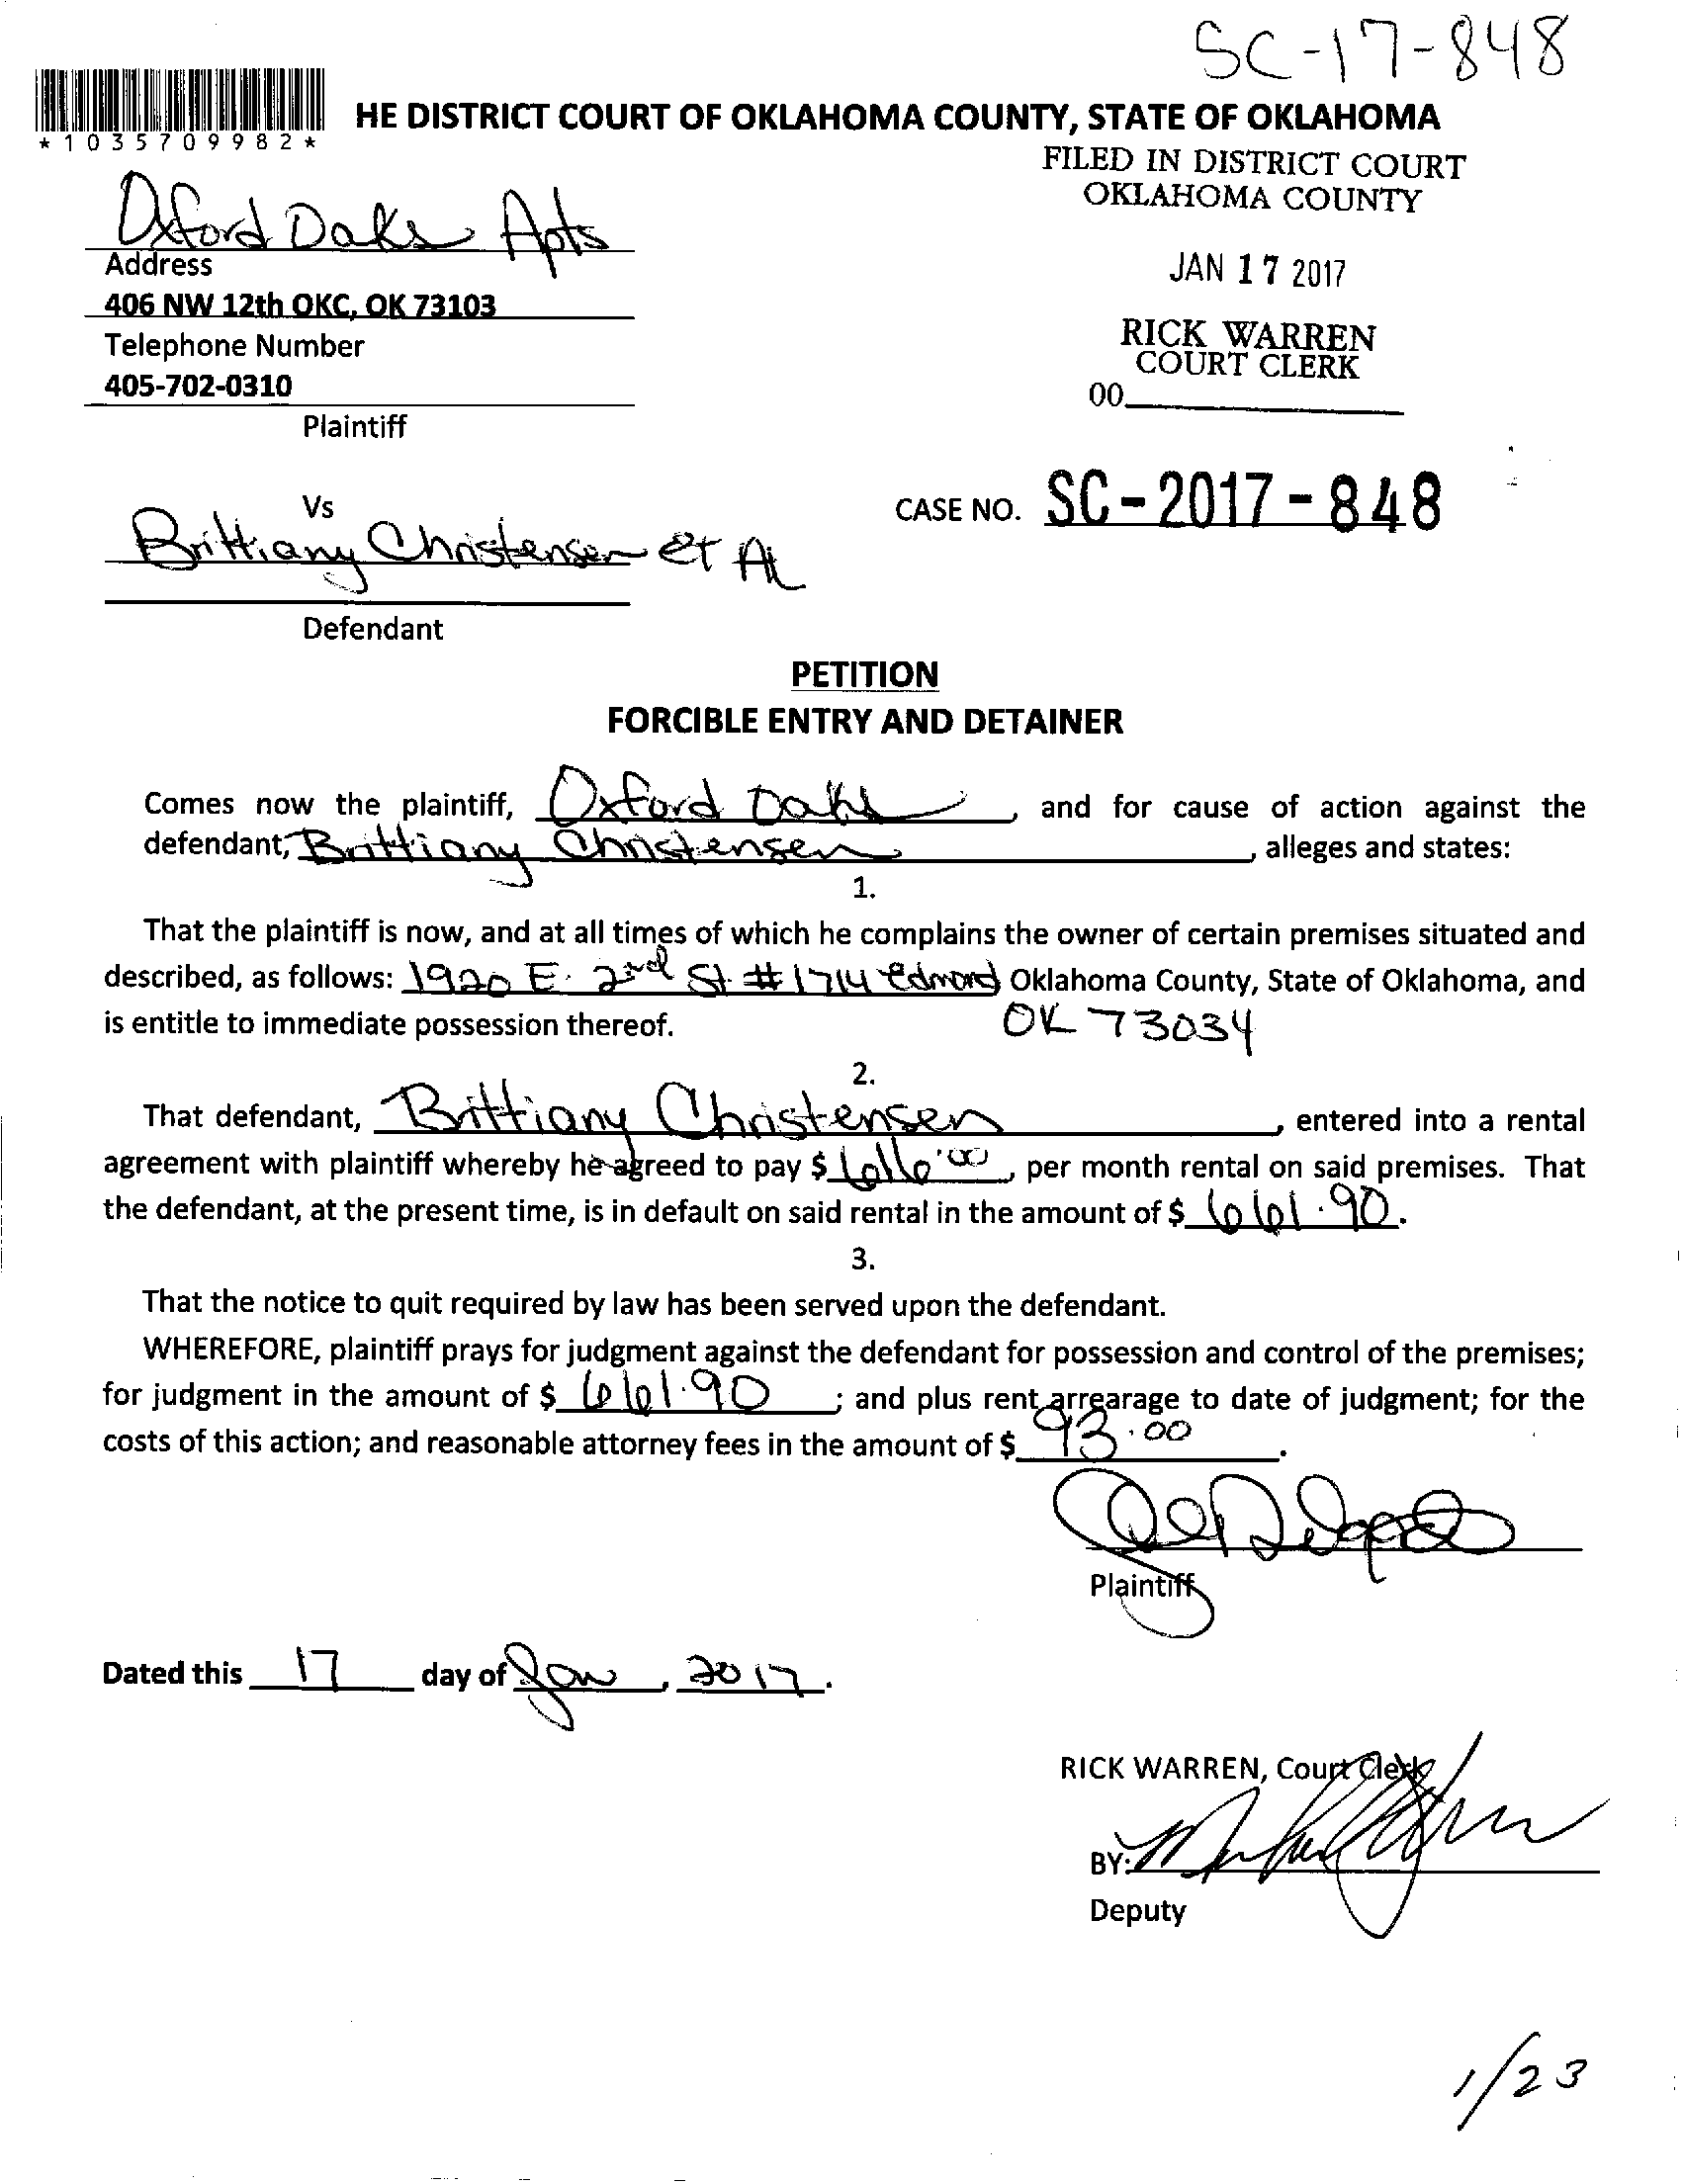 SC-17-848
*1035709982*
HE DISTRICT COURT OF OKLAHOMA COUNTY, STATE OF OKLAHOMA
FILED IN DISTRICT COURT
OKLAHOMA COUNTY
JAN 17 2017
RICK WARREN
COURT CLERK
00
Oxford Oaks Apts
Address
406 NW 12th OKC, OK 73103
Telephone Number
405-702-0310
Plaintiff
Vs
CASE NO. SC-2017-848
Brittiany Christensen et AL
Defendant
PETITION
FORCIBLE ENTRY AND DETAINER
Comes now the plaintiff, Oxford Oaks, and for cause of action against the
defendant, Brittiany Christensen, alleges and states:
1.
That the plaintiff is now, and at all times of which he complains the owner of certain premises situated and
described, as follows: 1920 E. 2nd St #1714 Edmond Oklahoma County, State of Oklahoma, and
is entitle to immediate possession thereof. OK 73034
2.
That defendant, Brittiany Christensen, entered into a rental
agreement with plaintiff whereby he agreed to pay $ 616.00, per month rental on said premises. That
the defendant, at the present time, is in default on said rental in the amount of $ 661.90.
3.
That the notice to quit required by law has been served upon the defendant.
WHEREFORE, plaintiff prays for judgment against the defendant for possession and control of the premises;
for judgment in the amount of $ 661.90; and plus rent arrearage to date of judgment; for the
costs of this action; and reasonable attorney fees in the amount of $ 93.00.
Plaintiff
Dated this 17 day of Jan, 2017.
RICK WARREN, Court Clerk
BY:
Deputy
1/23